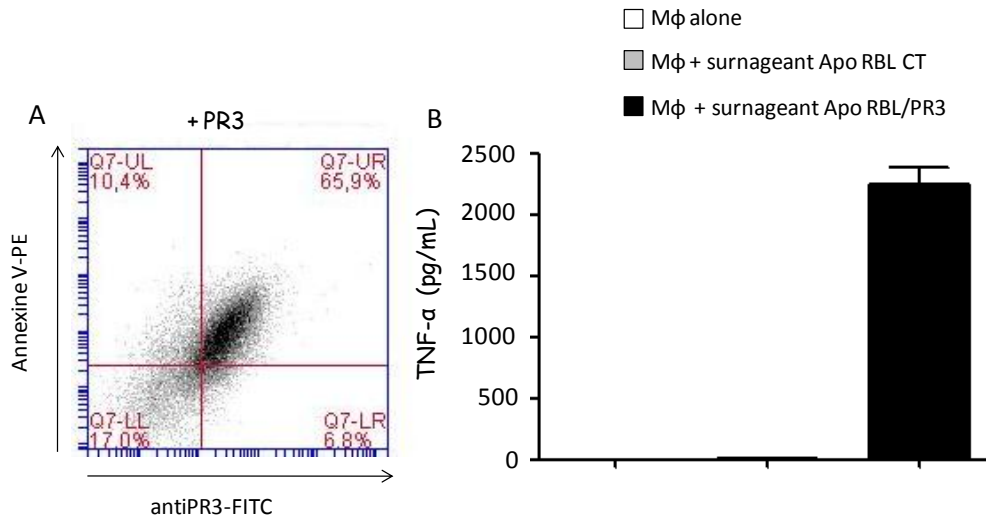 Mϕ alone
Mϕ + surnageant Apo RBL CT
Mϕ + surnageant Apo RBL/PR3
A
+ PR3
B
Q7-UL
10,4%
Q7-UR
65,9%
Q7-LL
17,0%
Q7-LR
6,8%
Annexine V-PE
antiPR3-FITC
TNF-α (pg/mL)
2500
2000
1500
1000
500
0